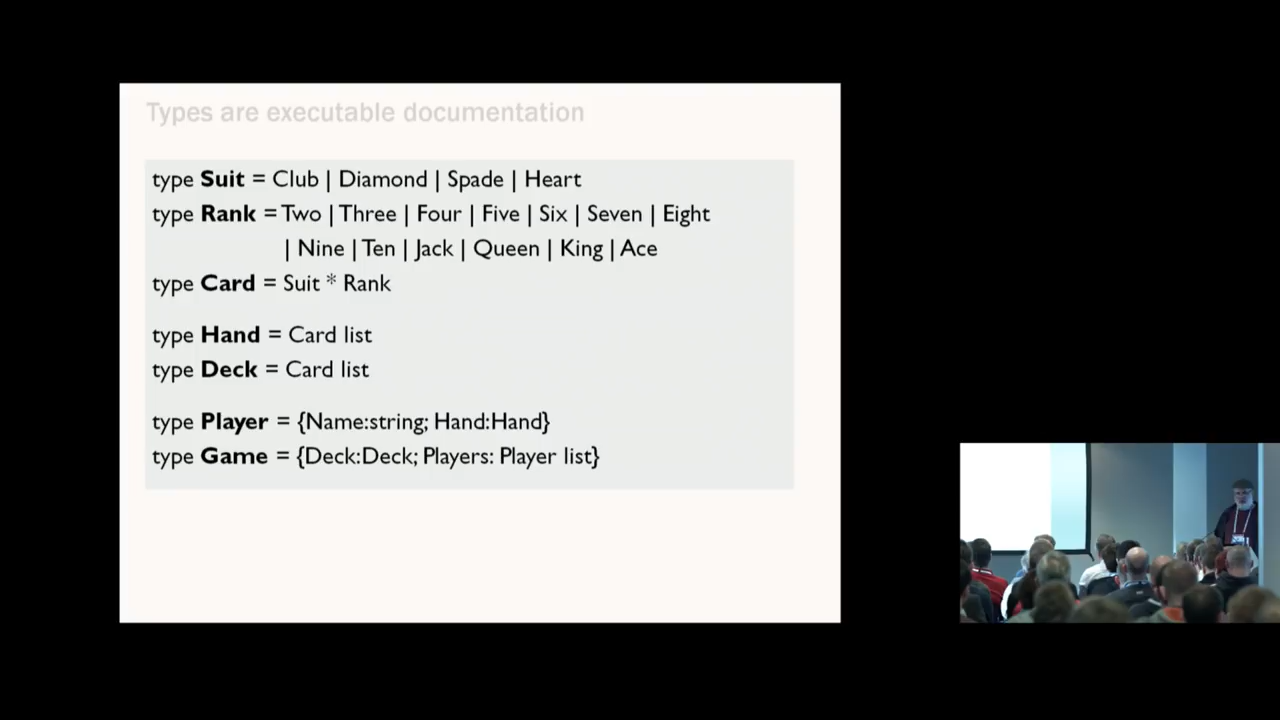 Types are executable documentation
type Suit = Club | Diamond | Spade | Heart
type Rank = Two | Three | Four | Five | Six | Seven | Eight
| Nine | Ten | Jack | Queen | King | Ace
type Card = Suit * Rank
type Hand = Card list
type Deck = Card list
type Player = {Name:string; Hand:Hand}
type Game = {Deck:Deck; Players: Player list}